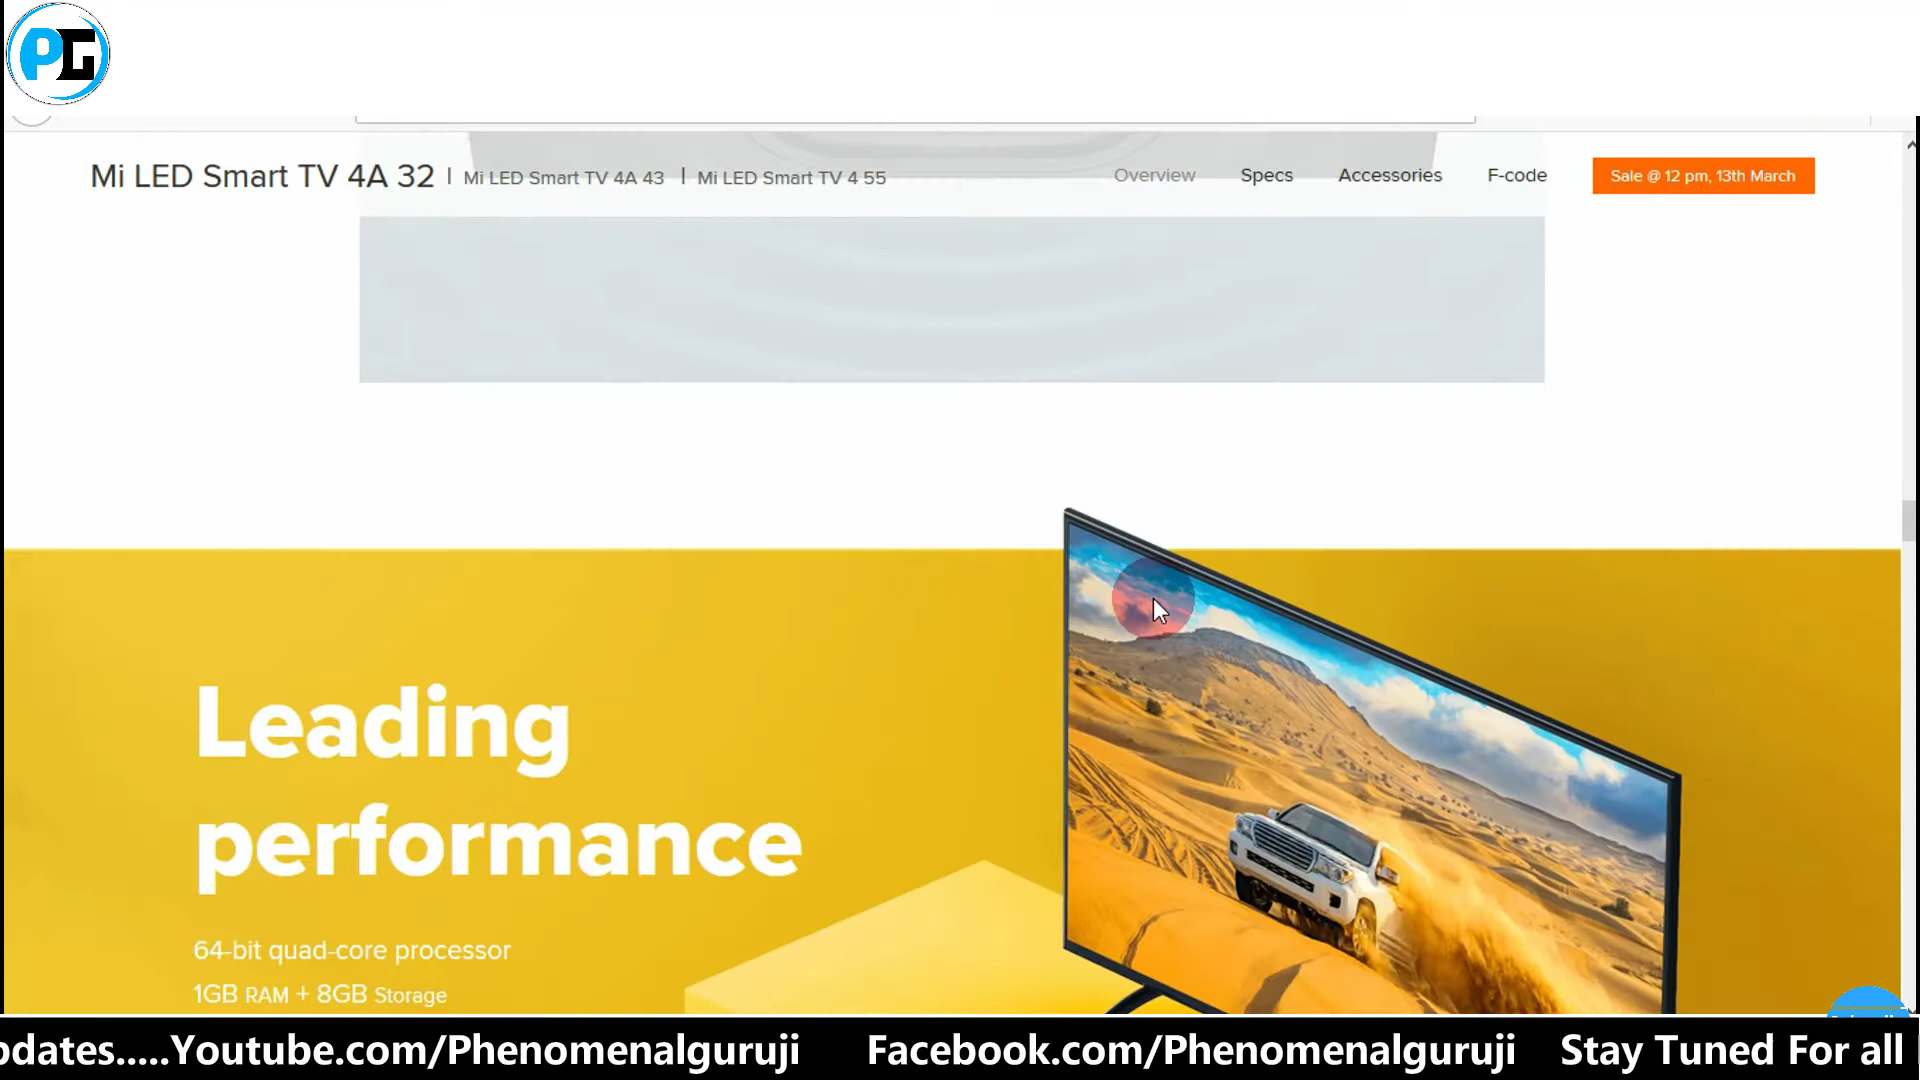 PG
Mi LED Smart TV 4A 32 | Mi LED Smart TV 4A 43 | Mi LED Smart TV 4 55 Overview Specs Accessories F-code Sale @ 12 pm, 13th March
Leading
performance
64-bit quad-core processor
1GB RAM + 8GB Storage
pdates.....Youtube.com/Phenomenalguruji Facebook.com/Phenomenalguruji Stay Tuned For all